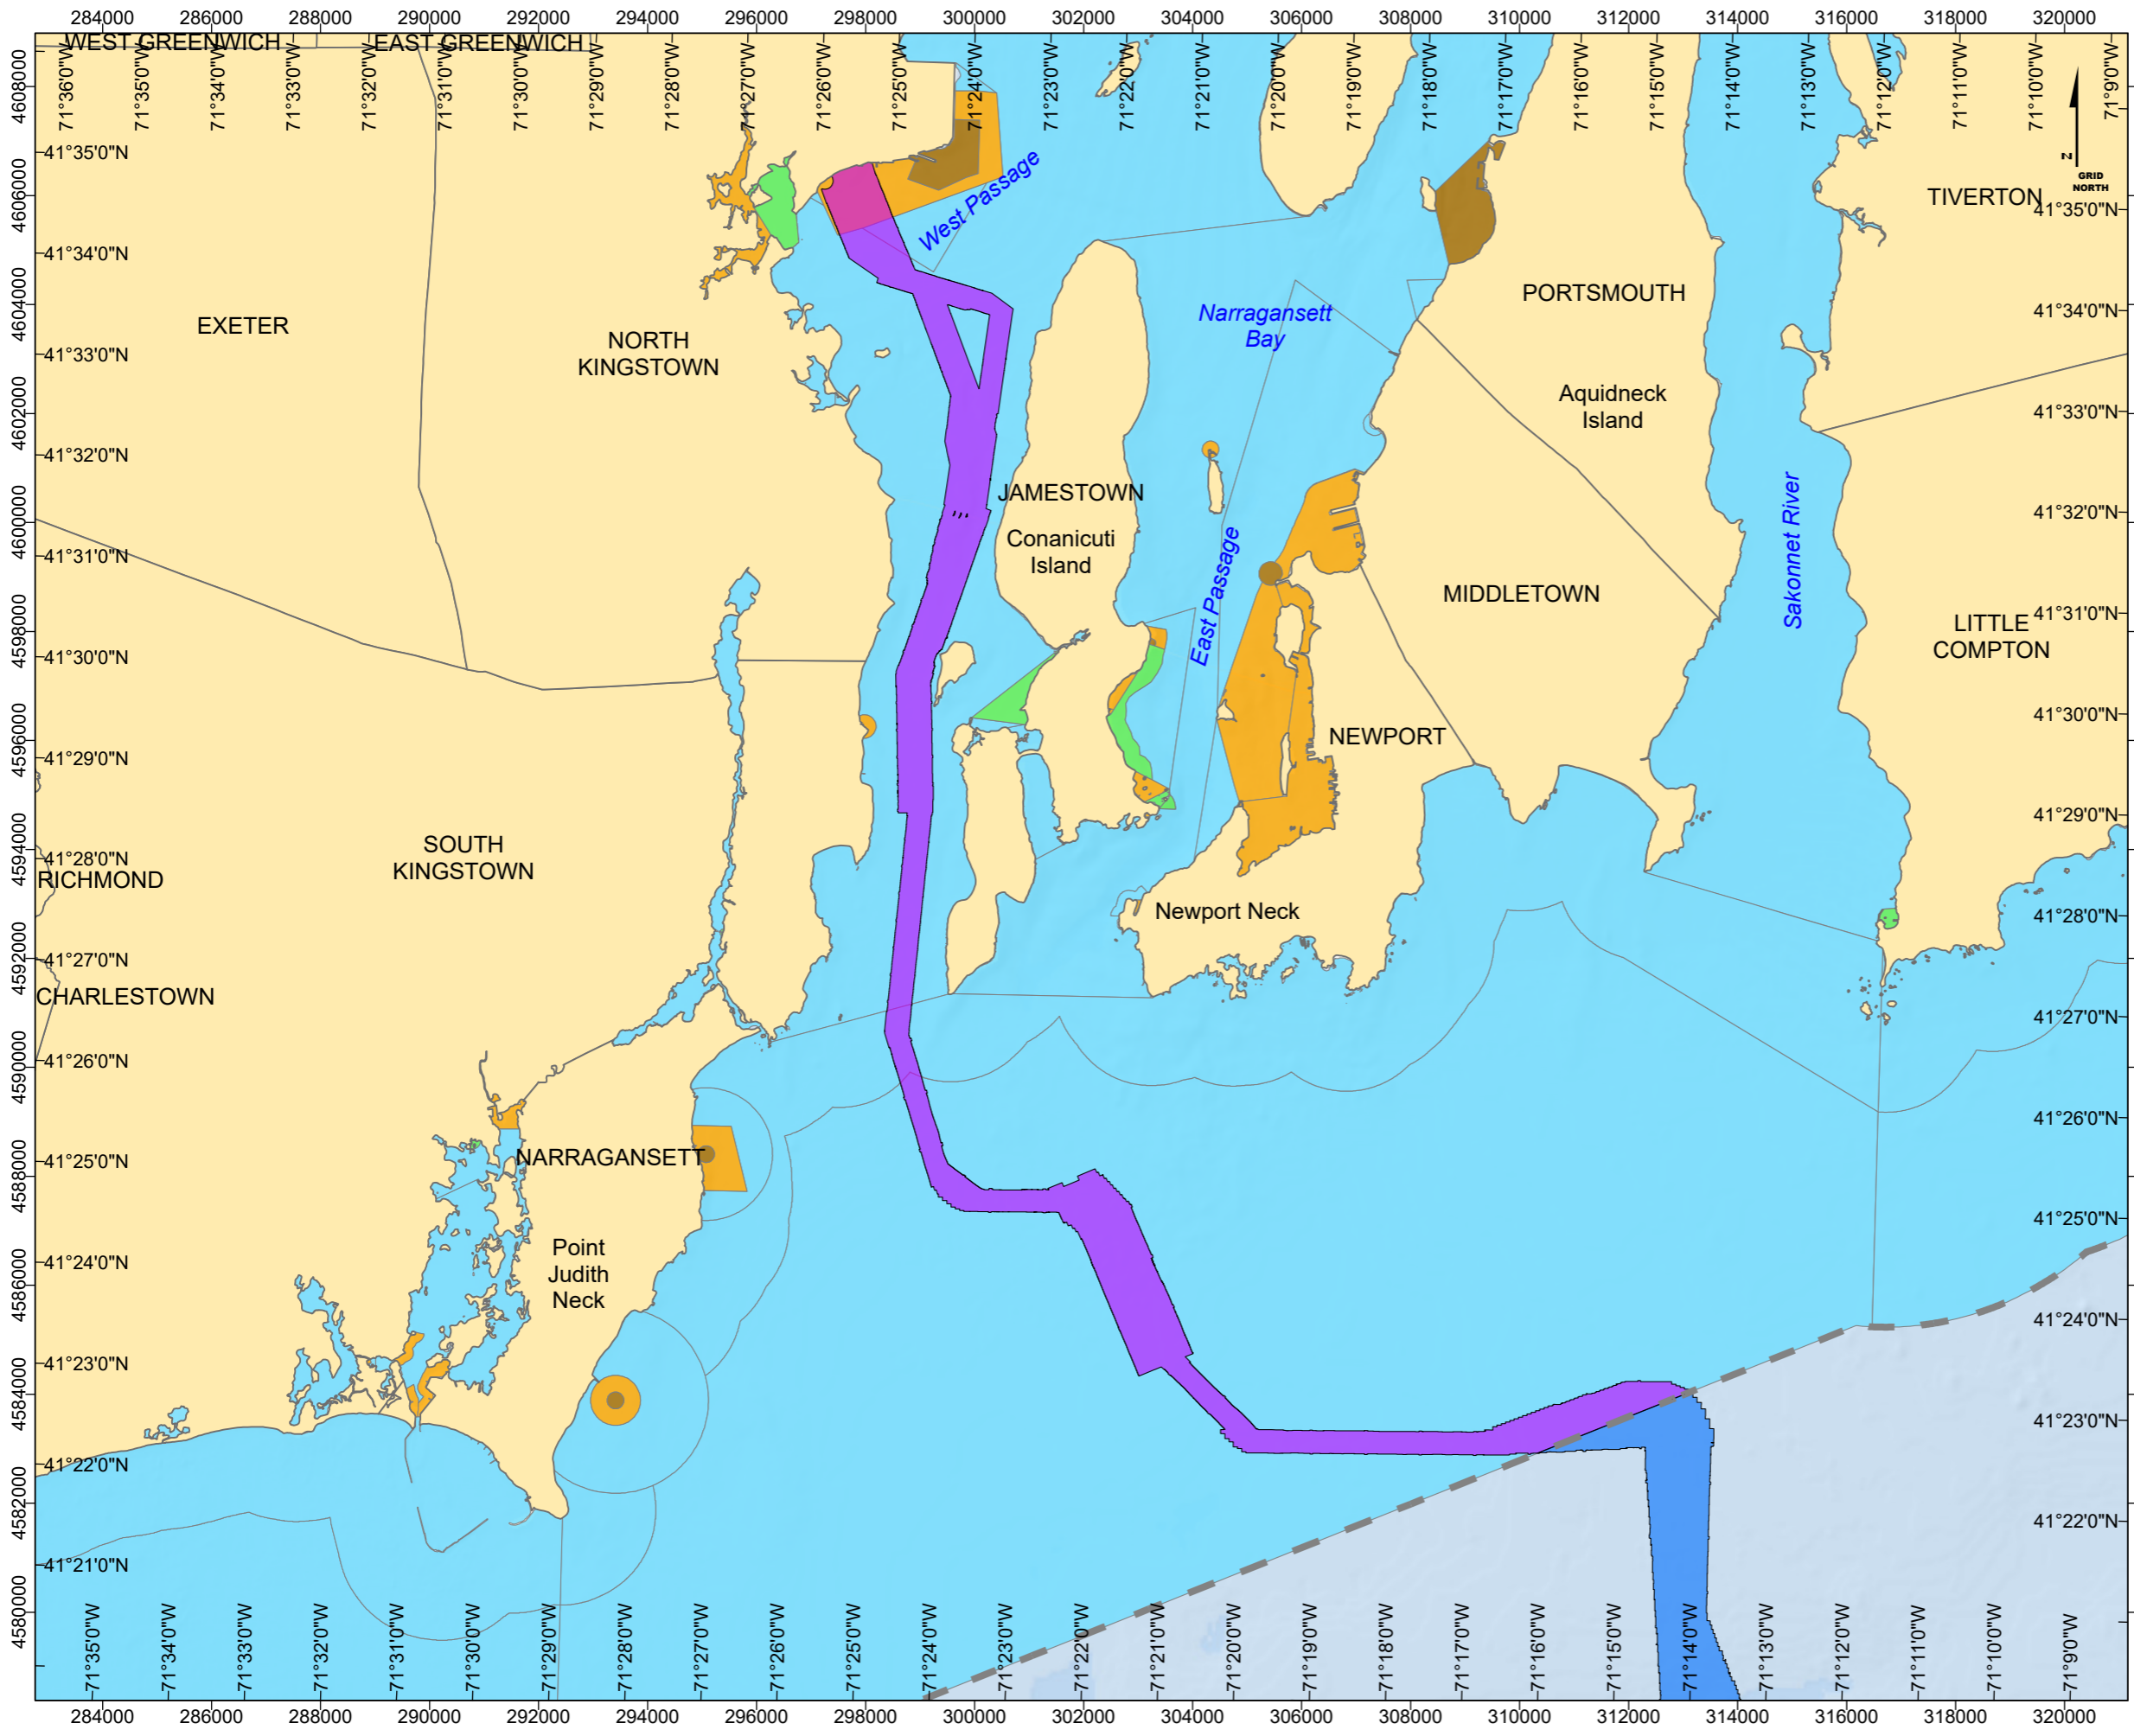 284000 286000 288000 290000 292000 294000 296000 298000 300000 302000 304000 306000 308000 310000 312000 314000 316000 318000 320000
WEST GREENWICH
EAST GREENWICH
71°36'0"W 71°35'0"W 71°34'0"W 71°33'0"W 71°32'0"W 71°31'0"W 71°30'0"W 71°29'0"W 71°28'0"W 71°27'0"W 71°26'0"W 71°25'0"W 71°24'0"W 71°23'0"W 71°22'0"W 71°21'0"W 71°20'0"W 71°19'0"W 71°18'0"W 71°17'0"W 71°16'0"W 71°15'0"W 71°14'0"W 71°13'0"W 71°12'0"W 71°11'0"W 71°10'0"W 71°9'0"W
4608000
4606000
4604000
4602000
4600000
4598000
4596000
4594000
4592000
4590000
4588000
4586000
4584000
4582000
4580000
41°35'0"N
41°34'0"N
41°33'0"N
41°32'0"N
41°31'0"N
41°30'0"N
41°29'0"N
41°28'0"N
41°27'0"N
41°26'0"N
41°25'0"N
41°24'0"N
41°23'0"N
41°22'0"N
41°21'0"N
N
GRID
NORTH
West Passage
TIVERTON
EXETER
NORTH
KINGSTOWN
Narragansett
Bay
PORTSMOUTH
Aquidneck
Island
JAMESTOWN
Conanicuti
Island
East Passage
MIDDLETOWN
Sakonnet River
LITTLE
COMPTON
NEWPORT
SOUTH
KINGSTOWN
RICHMOND
Newport Neck
CHARLESTOWN
NARRAGANSETT
Point
Judith
Neck
41°35'0"N
41°34'0"N
41°33'0"N
41°32'0"N
41°31'0"N
41°30'0"N
41°29'0"N
41°28'0"N
41°27'0"N
41°26'0"N
41°25'0"N
41°24'0"N
41°23'0"N
41°22'0"N
71°35'0"W 71°34'0"W 71°33'0"W 71°32'0"W 71°31'0"W 71°30'0"W 71°29'0"W 71°28'0"W 71°27'0"W 71°26'0"W 71°25'0"W 71°24'0"W 71°23'0"W 71°22'0"W 71°21'0"W 71°20'0"W 71°19'0"W 71°18'0"W 71°17'0"W 71°16'0"W 71°15'0"W 71°14'0"W 71°13'0"W 71°12'0"W 71°11'0"W 71°10'0"W 71°9'0"W
284000 286000 288000 290000 292000 294000 296000 298000 300000 302000 304000 306000 308000 310000 312000 314000 316000 318000 320000